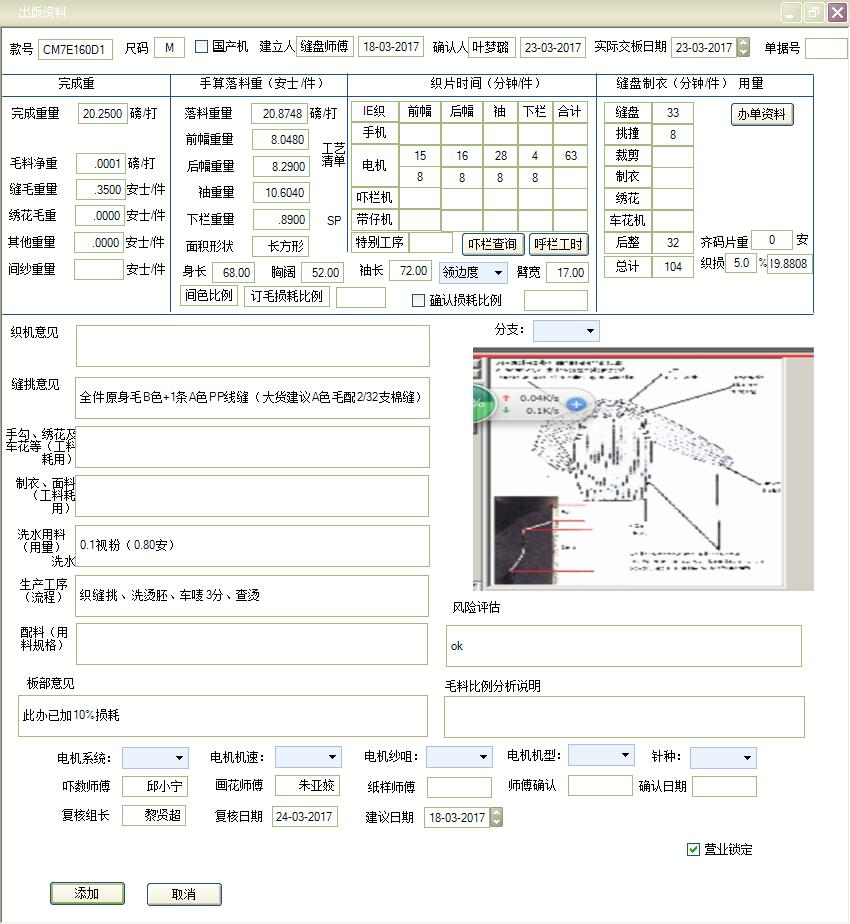 出版资料
款号 CM7E160D1 尺码 M 国产机 建立人 缝盘师傅 18-03-2017 确认人 叶梦璐 23-03-2017 实际交板日期 23-03-2017 单据号
完成重 手算落料重（安士/件） 织片时间（分钟/件） 缝盘制衣（分钟/件） 用量
完成重量 20.2500 磅/打 落料重量 20.8748 磅/打 IE织 前幅 后幅 袖 下栏 合计 缝盘 33 办单资料
前幅重量 8.0480 工艺清单 手机 挑撞 8
毛料净重 .0001 磅/打 后幅重量 8.2900 电机 15 16 28 4 63 裁剪
8 8 8 8 制衣
缝毛重量 .3500 安士/件 袖重量 10.6040 吓栏机 绣花
绣花毛重 .0000 安士/件 下栏重量 .8900 SP 带仔机 车花机
其他重量 .0000 安士/件 面积形状 长方形 特别工序 吓栏查询 呼栏工时 后整 32 齐码片重 0 安
间纱重量 安士/件 身长 68.00 胸阔 52.00 袖长 72.00 领边度 臂宽 17.00 总计 104 织损 5.0 % 19.8808
间色比例 订毛损耗比例 确认损耗比例
织机意见 分支：
缝挑意见 全件原身毛B色+1条A色PP线缝（大货建议A色毛配2/32支棉缝）
0.04K/s
0.1K/s
手勾、绣花及
车花等（工料
耗用）
制衣、面料
（工料耗
用）
洗水用料
（用量）
洗水
0.1视粉（0.80安）
生产工序
（流程）
织缝挑、洗烫胚、车唛3分、查烫
风险评估
配料（用
料规格）
ok
板部意见 毛料比例分析说明
此办已加10%损耗
电机系统： 电机机速： 电机纱咀： 电机机型： 针种：
吓数师傅 邱小宁 画花师傅 朱亚姣 纸样师傅 师傅确认 确认日期
复核组长 黎贤超 复核日期 24-03-2017 建议日期 18-03-2017
营业锁定
添加 取消